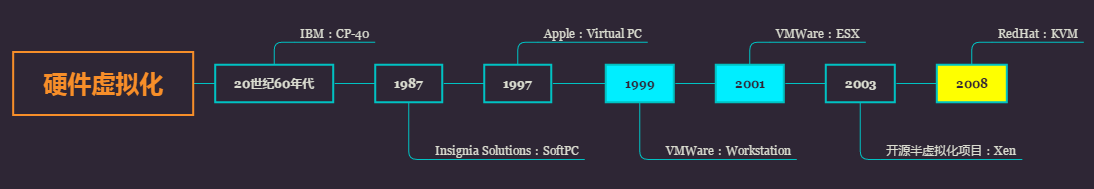 硬件虚拟化
20世纪60年代
IBM：CP-40
1987
Insignia Solutions：SoftPC
1997
Apple：Virtual PC
1999
VMWare：Workstation
2001
VMWare：ESX
2003
开源半虚拟化项目：Xen
2008
RedHat：KVM